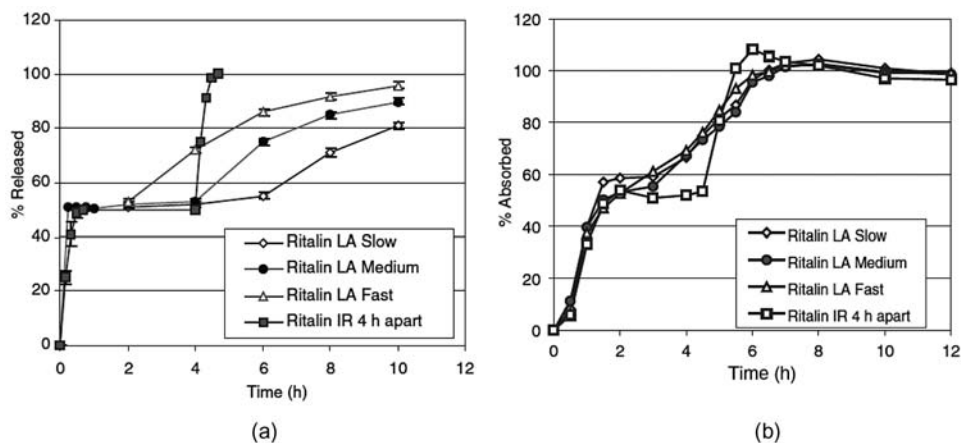 120
100
80
60
40
20
0
% Released
0 2 4 6 8 10 12
Time (h)
Ritalin LA Slow
Ritalin LA Medium
Ritalin LA Fast
Ritalin IR 4 h apart
(a)
120
100
80
60
40
20
0
% Absorbed
0 2 4 6 8 10 12
Time (h)
Ritalin LA Slow
Ritalin LA Medium
Ritalin LA Fast
Ritalin IR 4 h apart
(b)